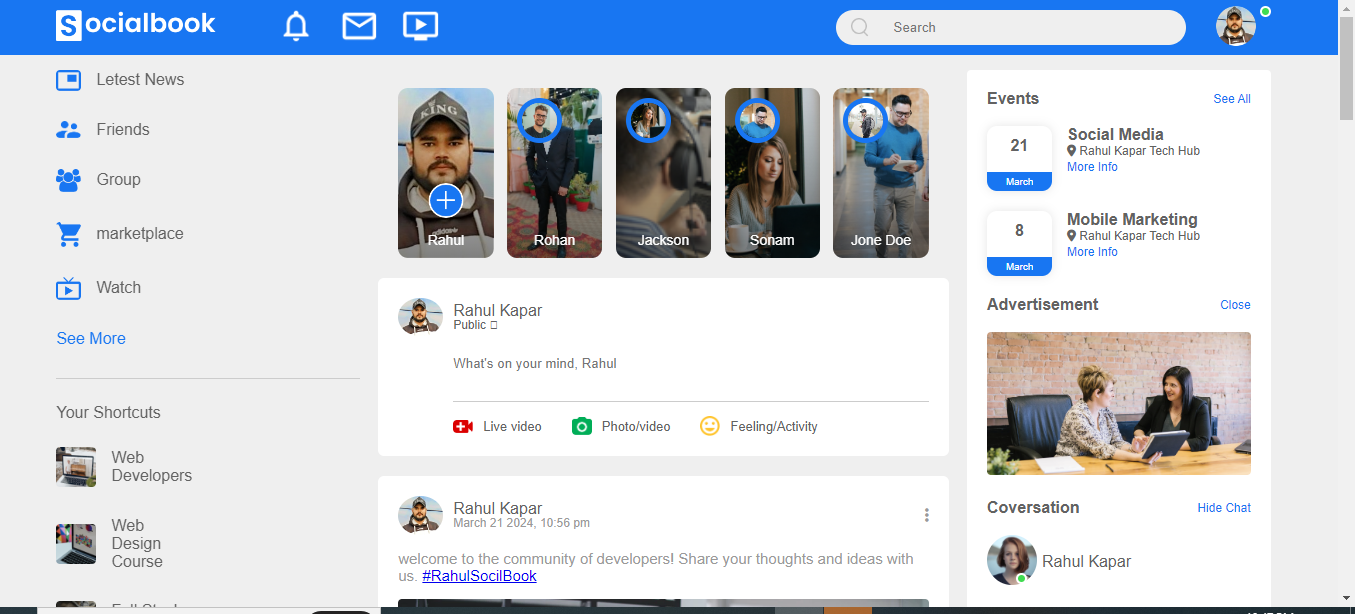 Socialbook
Search
Letest News
Friends
Group
marketplace
Watch
See More
Your Shortcuts
Web
Developers
Web
Design
Course
KING
Rahul
Rohan
Jackson
Sonam
Jone Doe
Rahul Kapar
Public
What's on your mind, Rahul
Live video
Photo/video
Feeling/Activity
Rahul Kapar
March 21 2024, 10:56 pm
welcome to the community of developers! Share your thoughts and ideas with
us. #RahulSocilBook
Events
See All
21
March
Social Media
Rahul Kapar Tech Hub
More Info
8
March
Mobile Marketing
Rahul Kapar Tech Hub
More Info
Advertisement
Close
Coversation
Hide Chat
Rahul Kapar